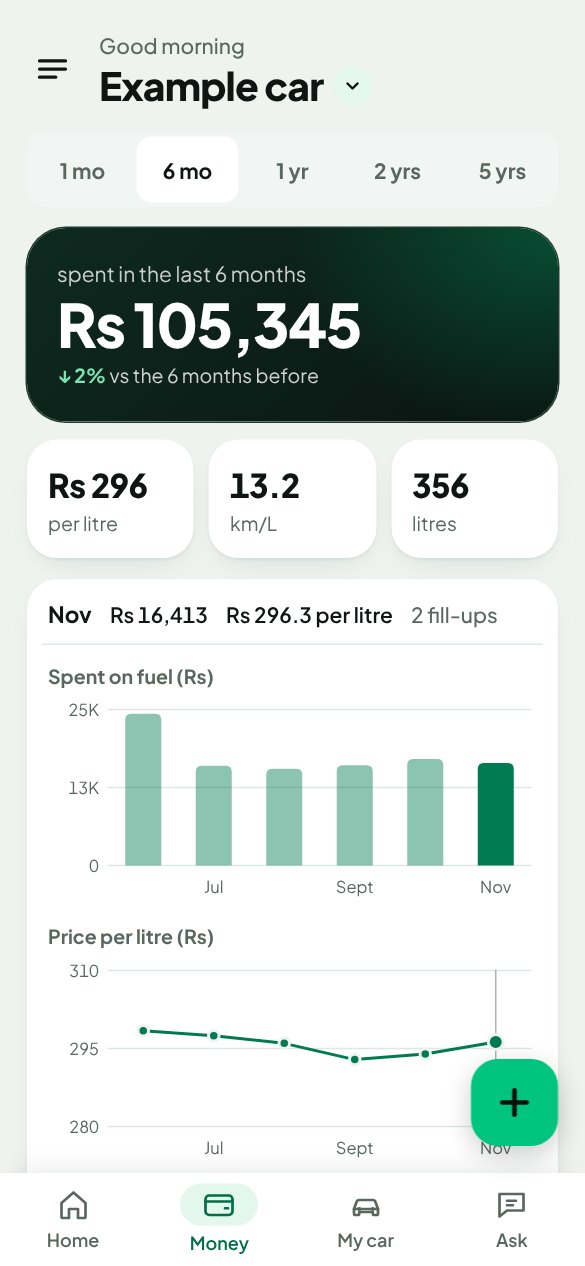 Good morning
Example car
1 mo 6 mo 1 yr 2 yrs 5 yrs
spent in the last 6 months
Rs 105,345
↓ 2% vs the 6 months before
Rs 296 13.2 356
per litre km/L litres
Nov Rs 16,413 Rs 296.3 per litre 2 fill-ups
Spent on fuel (Rs)
25K
13K
0
Jul Sept Nov
Price per litre (Rs)
310
295
280
Jul Sept Nov
Home Money My car Ask